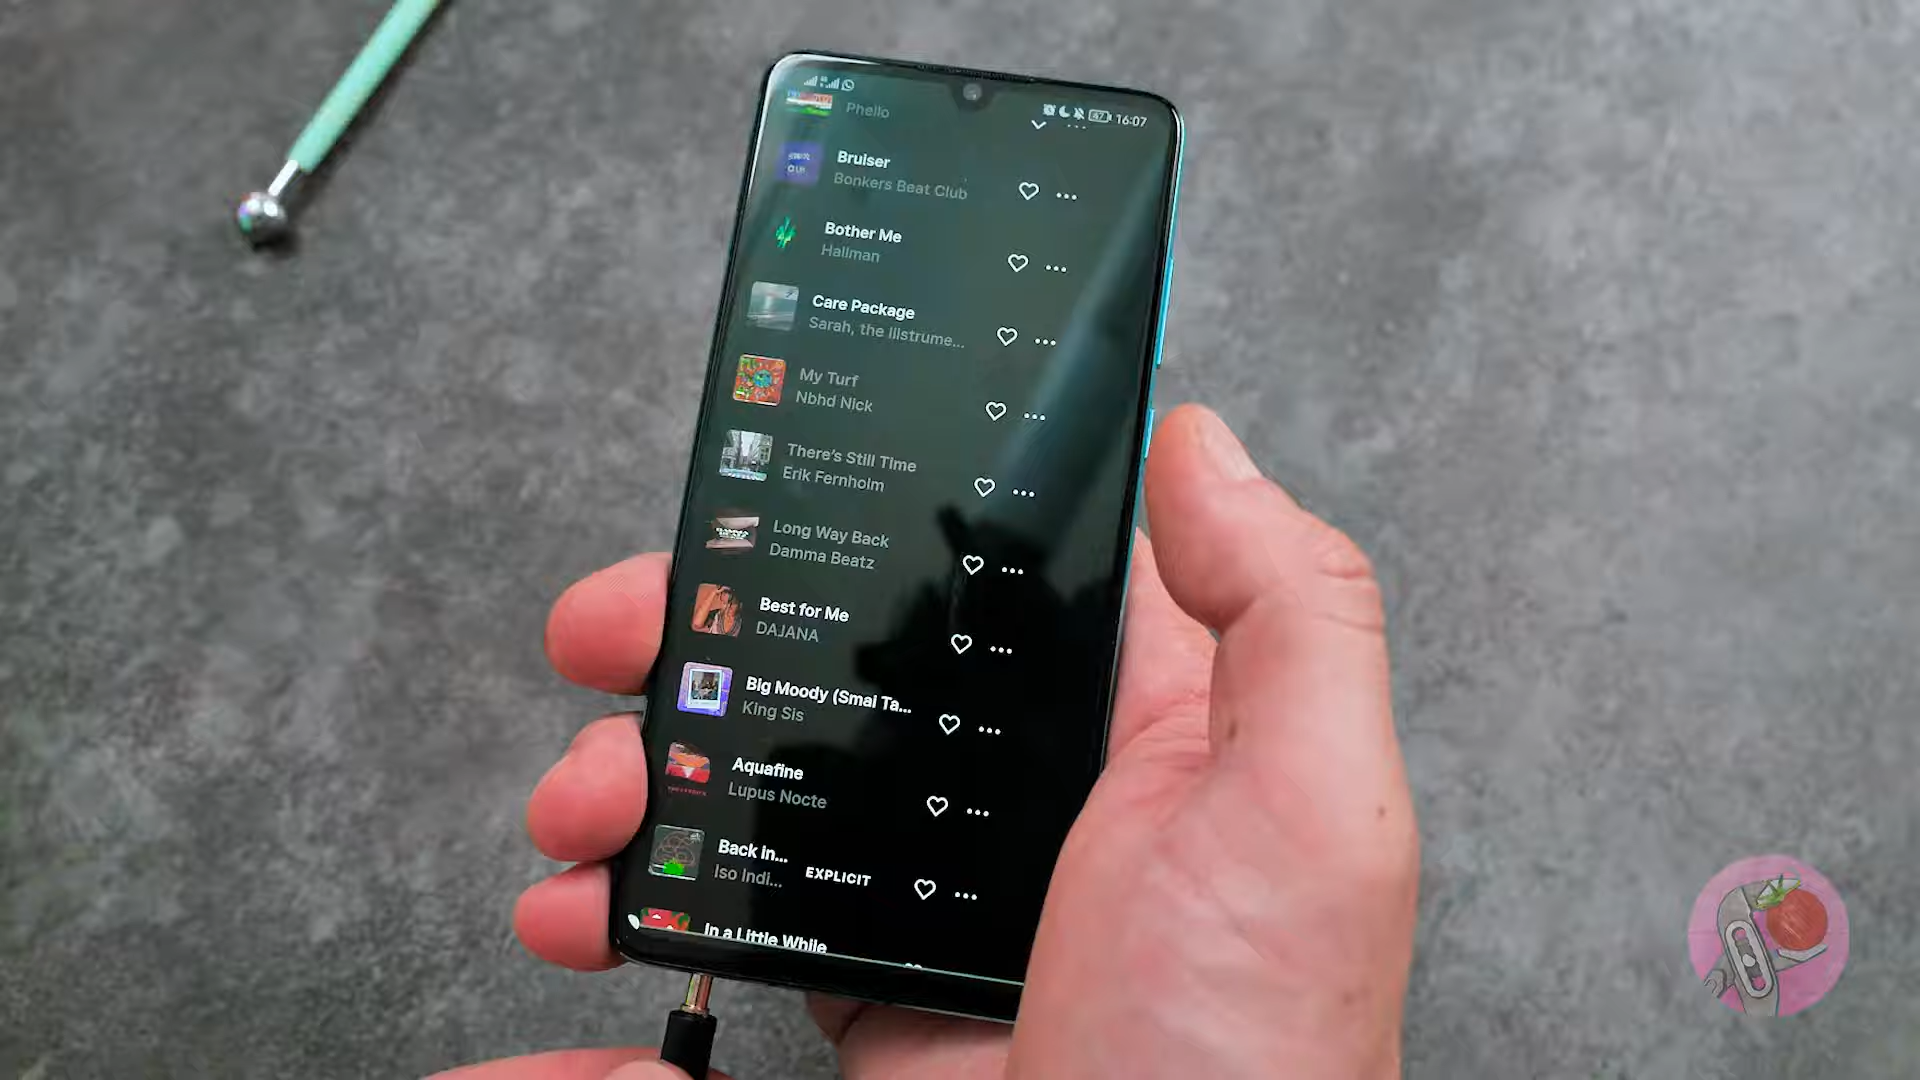 47 16:07
Phello
Bruiser
Bonkers Beat Club
Bother Me
Hallman
Care Package
Sarah, the Illstrume...
My Turf
Nbhd Nick
There's Still Time
Erik Fernholm
Long Way Back
Damma Beatz
Best for Me
DAJANA
Big Moody (Smal Ta...
King Sis
Aquafine
Lupus Nocte
Back in...
Iso Indi...
EXPLICIT
In a Little While